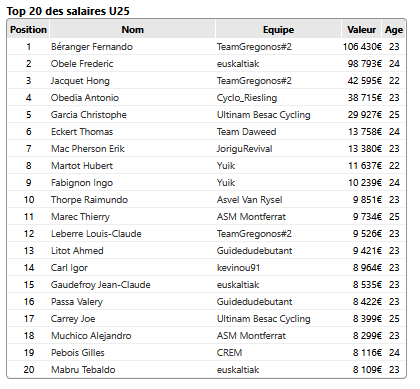 Top 20 des salaires U25
Position Nom Equipe Valeur Age
1 Béranger Fernando TeamGregonos#2 106 430€ 23
2 Obele Frederic euskaltiak 98 793€ 24
3 Jacquet Hong TeamGregonos#2 42 595€ 22
4 Obedia Antonio Cyclo_Riesling 38 715€ 23
5 Garcia Christophe Ultinam Besac Cycling 29 927€ 25
6 Eckert Thomas Team Daweed 13 758€ 24
7 Mac Pherson Erik JoriguRevival 13 380€ 23
8 Martot Hubert Yuik 11 637€ 22
9 Fabignon Ingo Yuik 10 239€ 24
10 Thorpe Raimundo Asvel Van Rysel 9 851€ 23
11 Marec Thierry ASM Montferrat 9 734€ 25
12 Leberre Louis-Claude TeamGregonos#2 9 526€ 23
13 Litot Ahmed Guidedudebutant 9 421€ 23
14 Carl Igor kevinou91 8 964€ 23
15 Gaudefroy Jean-Claude euskaltiak 8 535€ 23
16 Passa Valery Guidedudebutant 8 422€ 23
17 Carrey Joe Ultinam Besac Cycling 8 399€ 25
18 Muchico Alejandro ASM Montferrat 8 299€ 23
19 Pebois Gilles CREM 8 116€ 24
20 Mabru Tebaldo euskaltiak 8 109€ 23